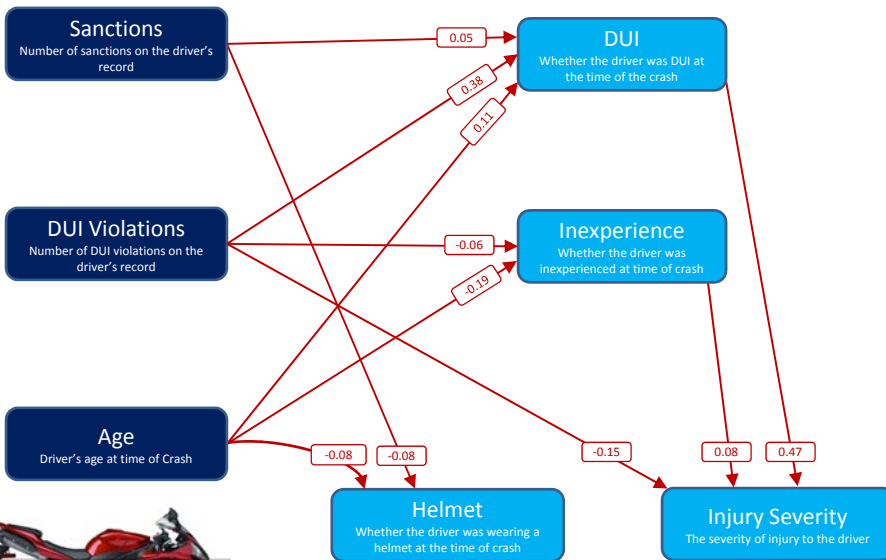 Sanctions
Number of sanctions on the driver's
record
0.05
DUI
Whether the driver was DUI at
the time of the crash
0.38
0.11
DUI Violations
Number of DUI violations on the
driver's record
-0.06
Inexperience
Whether the driver was
inexperienced at time of crash
-0.19
Age
Driver's age at time of Crash
-0.08
-0.08
-0.15
0.08
0.47
Helmet
Whether the driver was wearing a
helmet at the time of crash
Injury Severity
The severity of injury to the driver